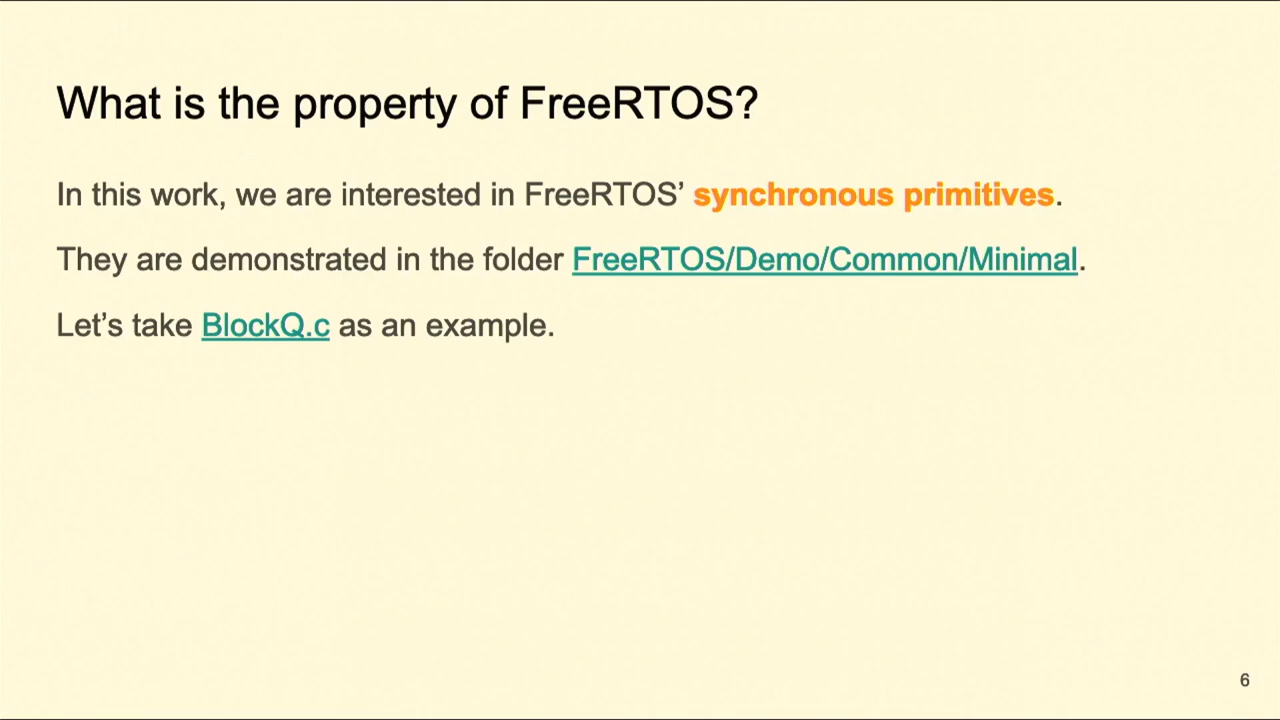 What is the property of FreeRTOS?
In this work, we are interested in FreeRTOS’ synchronous primitives.
They are demonstrated in the folder FreeRTOS/Demo/Common/Minimal.
Let’s take BlockQ.c as an example.
6